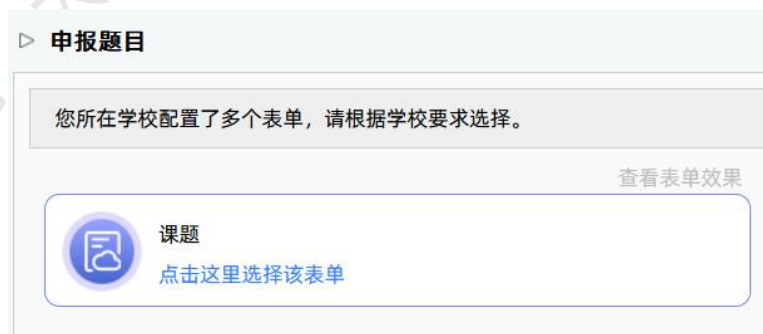 申报题目
您所在学校配置了多个表单，请根据学校要求选择。
查看表单效果
课题
点击这里选择该表单